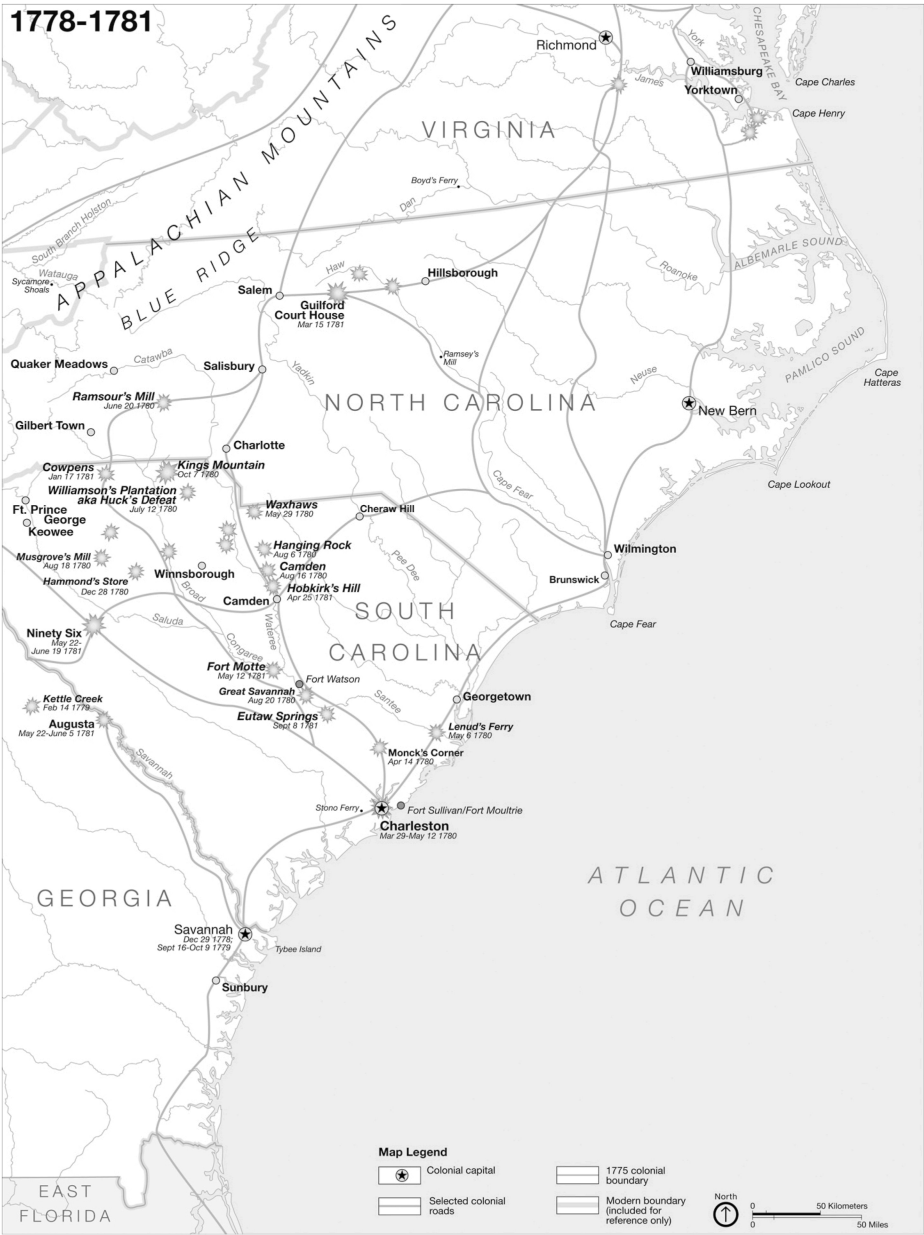 1778-1781
APPALACHIAN MOUNTAINS
BLUE RIDGE
VIRGINIA
Richmond
York
CHESAPEAKE BAY
Williamsburg
Yorktown
James
Cape Charles
Cape Henry
Boyd's Ferry
Dan
South Branch Holston
Watauga
Sycamore
Shoals
Haw
Hillsborough
Roanoke
ALBEMARLE SOUND
Salem
Guilford
Court House
Mar 15 1781
Ramsey's
Mill
Quaker Meadows
Catawba
Salisbury
Yadkin
Neuse
PAMLICO SOUND
Cape
Hatteras
Ramsour's Mill
June 20 1780
NORTH CAROLINA
New Bern
Gilbert Town
Charlotte
Cowpens
Jan 17 1781
Kings Mountain
Oct 7 1780
Williamson's Plantation
aka Huck's Defeat
July 12 1780
Cape Fear
Cape Lookout
Ft. Prince
George
Keowee
Waxhaws
May 29 1780
Cheraw Hill
Musgrove's Mill
Aug 18 1780
Hanging Rock
Aug 6 1780
Wilmington
Hammond's Store
Dec 28 1780
Winnsborough
Camden
Aug 16 1780
Pee Dee
Brunswick
Hobkirk's Hill
Apr 25 1781
Broad
Camden
SOUTH
CAROLINA
Cape Fear
Saluda
Wateree
Ninety Six
May 22-
June 19 1781
Congaree
Fort Motte
May 12 1781
Fort Watson
Great Savannah
Aug 20 1780
Santee
Georgetown
Kettle Creek
Feb 14 1779
Eutaw Springs
Sept 8 1781
Augusta
May 22-June 5 1781
Lenud's Ferry
May 6 1780
Savannah
Monck's Corner
Apr 14 1780
Stono Ferry
Fort Sullivan/Fort Moultrie
Charleston
Mar 29-May 12 1780
ATLANTIC
OCEAN
GEORGIA
Savannah
Dec 29 1778;
Sept 16-Oct 9 1779
Tybee Island
Sunbury
EAST
FLORIDA
Map Legend
Colonial capital
Selected colonial
roads
1775 colonial
boundary
Modern boundary
(included for
reference only)
North
0 50 Kilometers
0 50 Miles